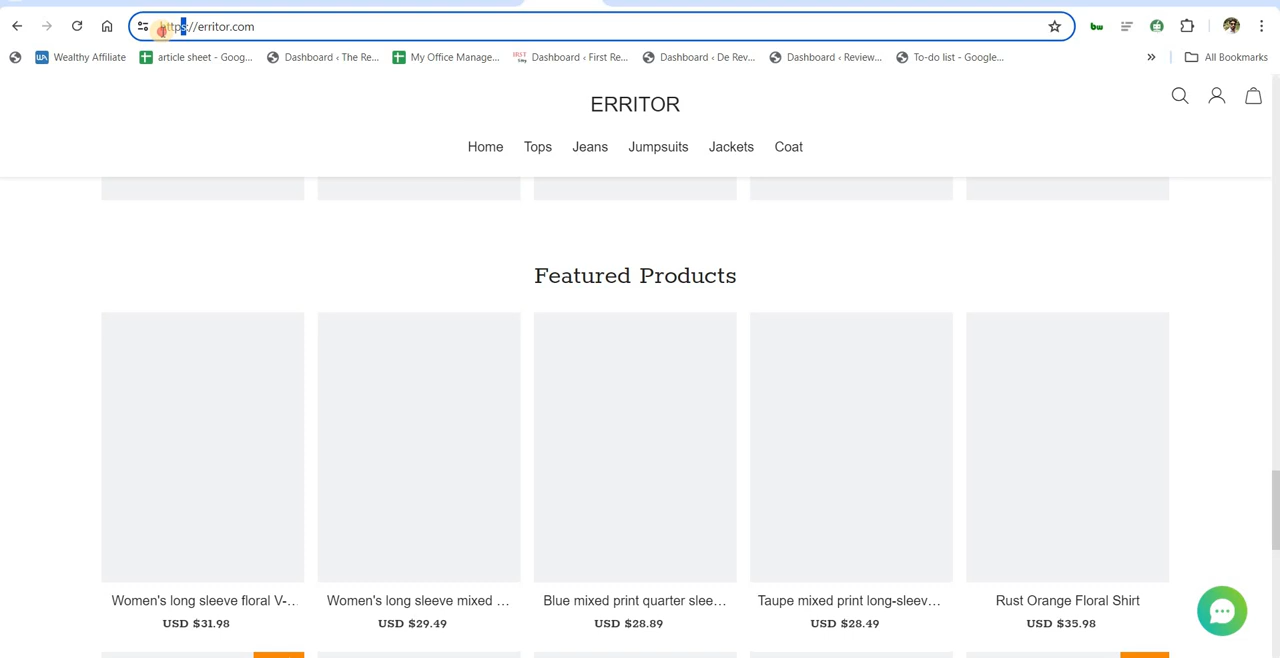 https://erritor.com
Wealthy Affiliate
article sheet - Goog...
Dashboard ‹ The Re...
My Office Manage...
Dashboard ‹ First Re...
Dashboard ‹ De Rev...
Dashboard ‹ Review...
To-do list - Google...
»
All Bookmarks
ERRITOR
Home Tops Jeans Jumpsuits Jackets Coat
Featured Products
Women's long sleeve floral V-...
Women's long sleeve mixed ...
Blue mixed print quarter slee...
Taupe mixed print long-sleev...
Rust Orange Floral Shirt
USD $31.98
USD $29.49
USD $28.89
USD $28.49
USD $35.98